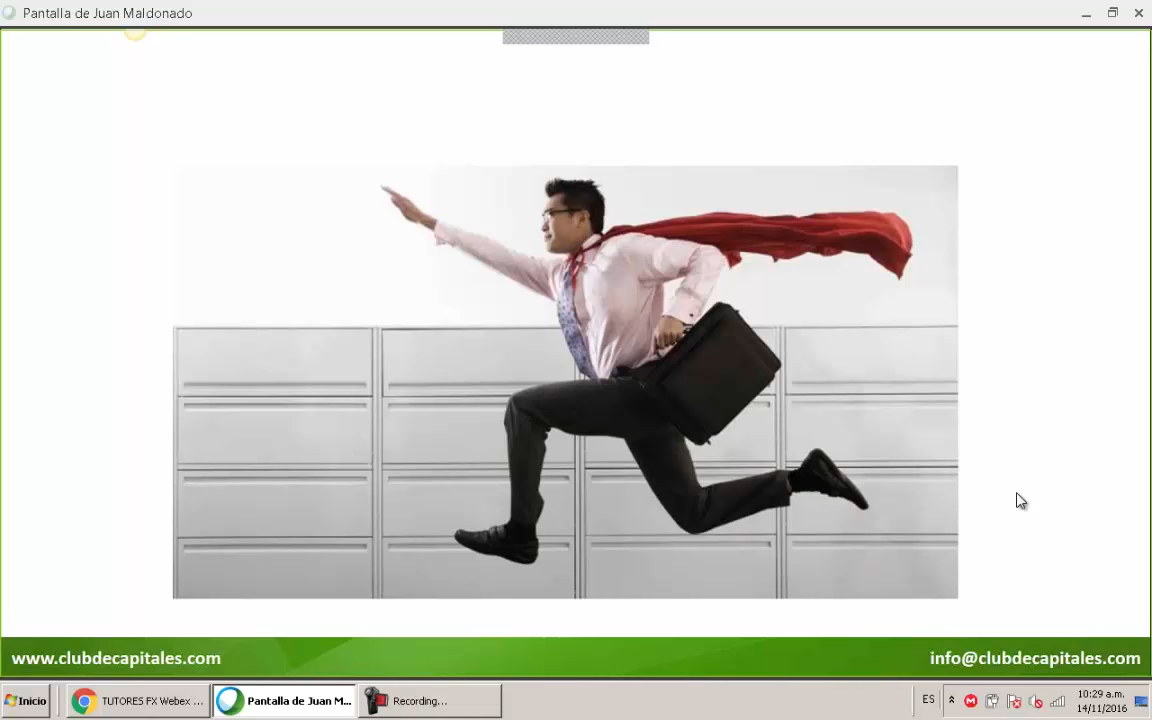 Pantalla de Juan Maldonado
www.clubdecapitales.com
info@clubdecapitales.com
Inicio
TUTORES FX Webex ...
Pantalla de Juan M...
Recording...
ES
10:29 a.m.
14/11/2016